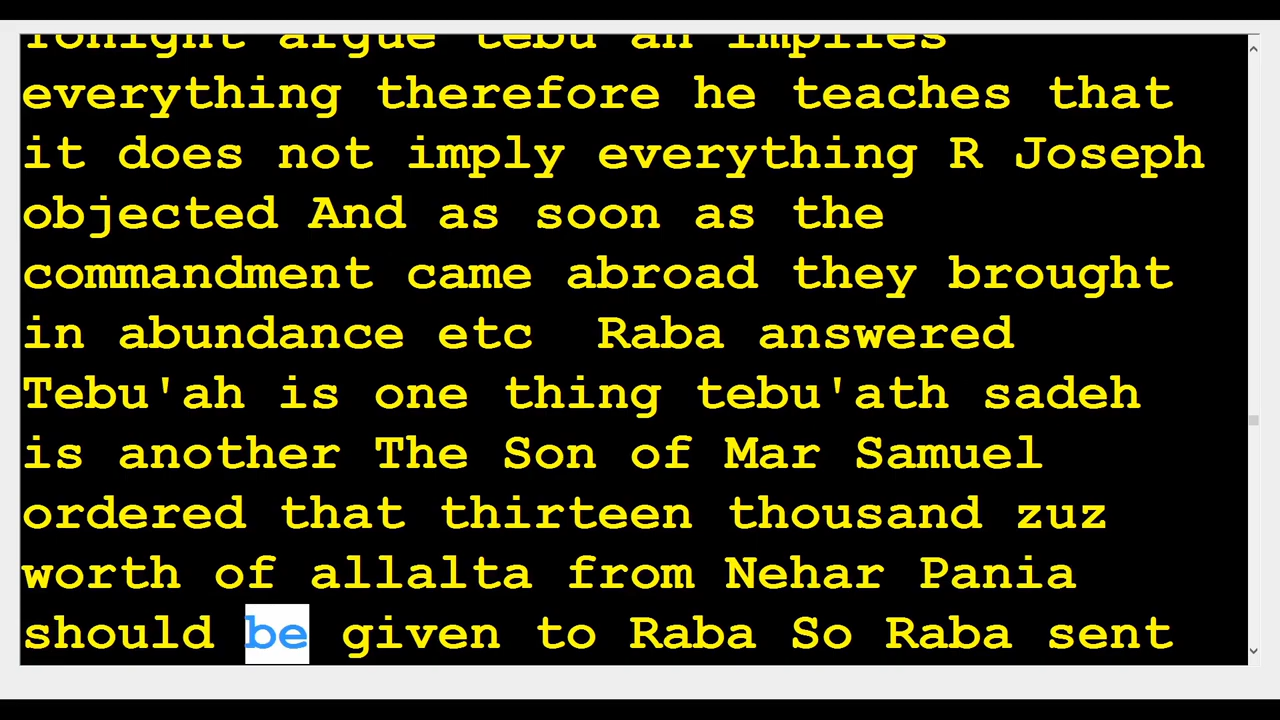 argue implies
everything therefore he teaches that
it does not imply everything R Joseph
objected And as soon as the
commandment came abroad they brought
in abundance etc Raba answered
Tebu'ah is one thing tebu'ath sadeh
is another The Son of Mar Samuel
ordered that thirteen thousand zuz
worth of allalta from Nehar Pania
should be given to Raba So Raba sent